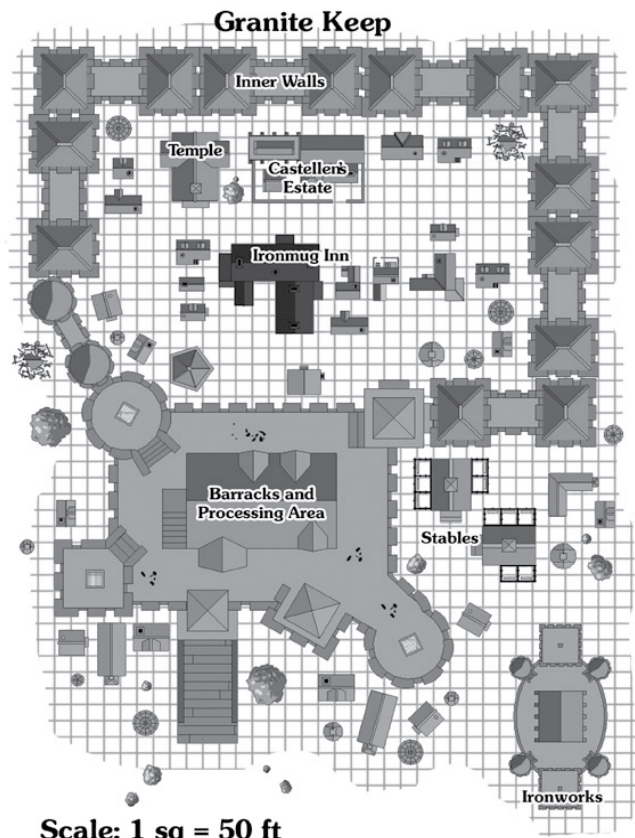 Granite Keep
Inner Walls
Temple
Castellen's
Estate
Ironmug Inn
Barracks and
Processing Area
Stables
Ironworks
Scale: 1 sq = 50 ft